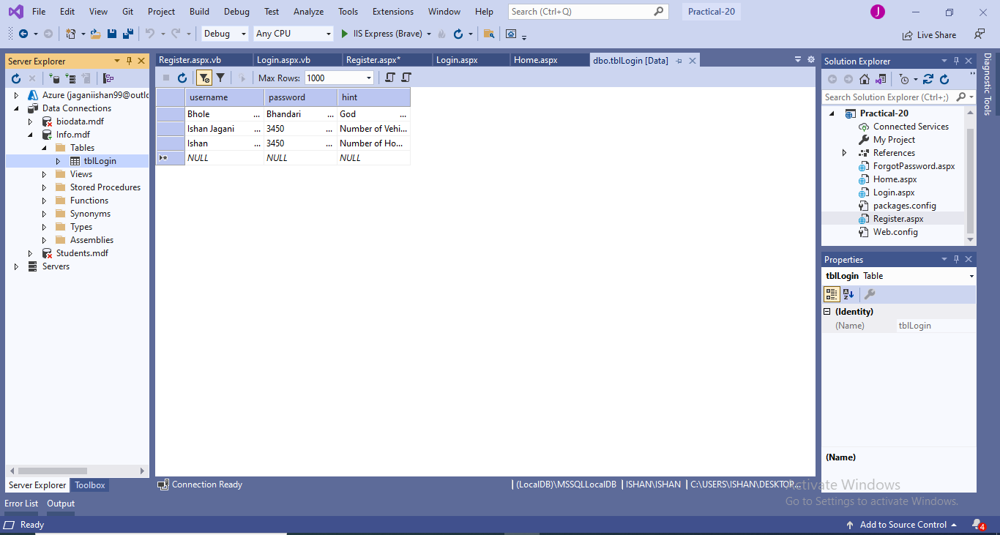 File Edit View Git Project Build Debug Test Analyze Tools Extensions Window Help Search (Ctrl+Q) Practical-20 J
Debug Any CPU IIS Express (Brave) Live Share
Server Explorer
Azure (jaganiishan99@outlo
Data Connections
biodata.mdf
Info.mdf
Tables
tblLogin
Views
Stored Procedures
Functions
Synonyms
Types
Assemblies
Students.mdf
Servers
Server Explorer Toolbox
Register.aspx.vb Login.aspx.vb Register.aspx* Login.aspx Home.aspx dbo.tblLogin [Data]
Max Rows: 1000
username password hint
Bhole ... Bhandari ... God ...
Ishan Jagani ... 3450 ... Number of Vehi...
Ishan ... 3450 ... Number of Ho...
NULL NULL NULL
Connection Ready | (LocalDB)\MSSQLLocalDB | ISHAN\ISHAN | C:\USERS\ISHAN\DESKTOP...
Solution Explorer
Search Solution Explorer (Ctrl+;)
Practical-20
Connected Services
My Project
References
ForgotPassword.aspx
Home.aspx
Login.aspx
packages.config
Register.aspx
Web.config
Properties
tblLogin Table
(Identity)
(Name) tblLogin
(Name)
Diagnostic Tools
Activate Windows
Go to Settings to activate Windows.
Error List Output
Ready Add to Source Control 4